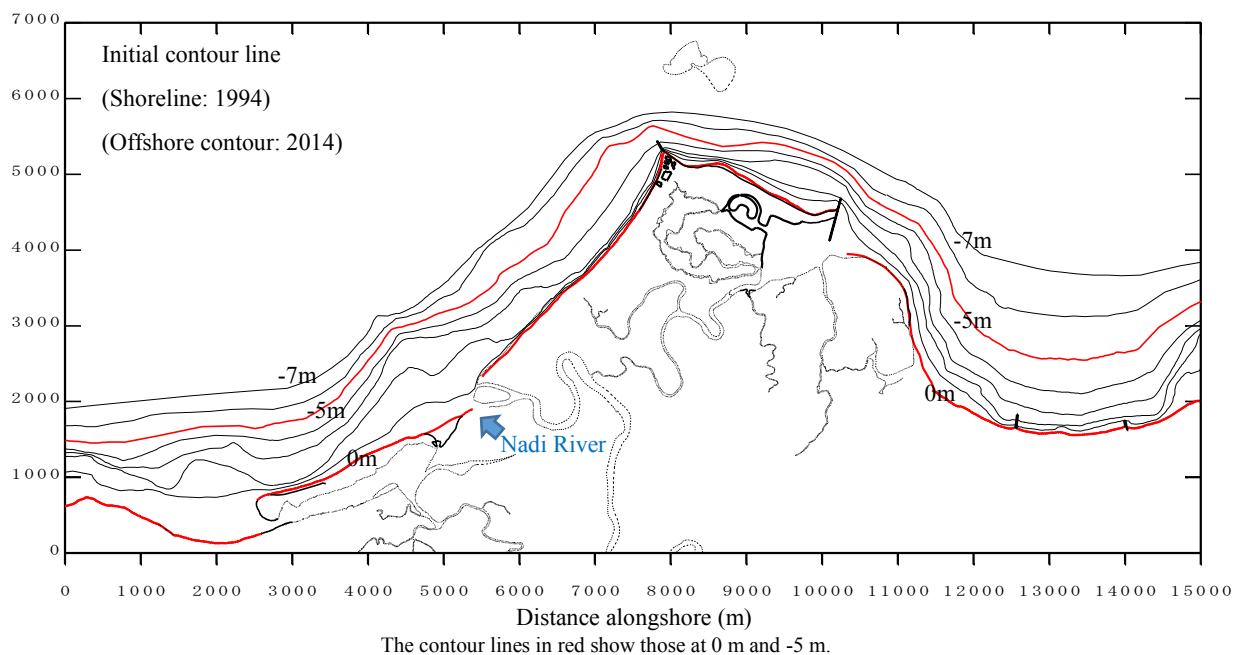 7000
6000
5000
4000
3000
2000
1000
0
Initial contour line
(Shoreline: 1994)
(Offshore contour: 2014)
-7m
-5m
0m
Nadi River
-7m
-5m
0m
0 1000 2000 3000 4000 5000 6000 7000 8000 9000 10000 11000 12000 13000 14000 15000
Distance alongshore (m)
The contour lines in red show those at 0 m and -5 m.